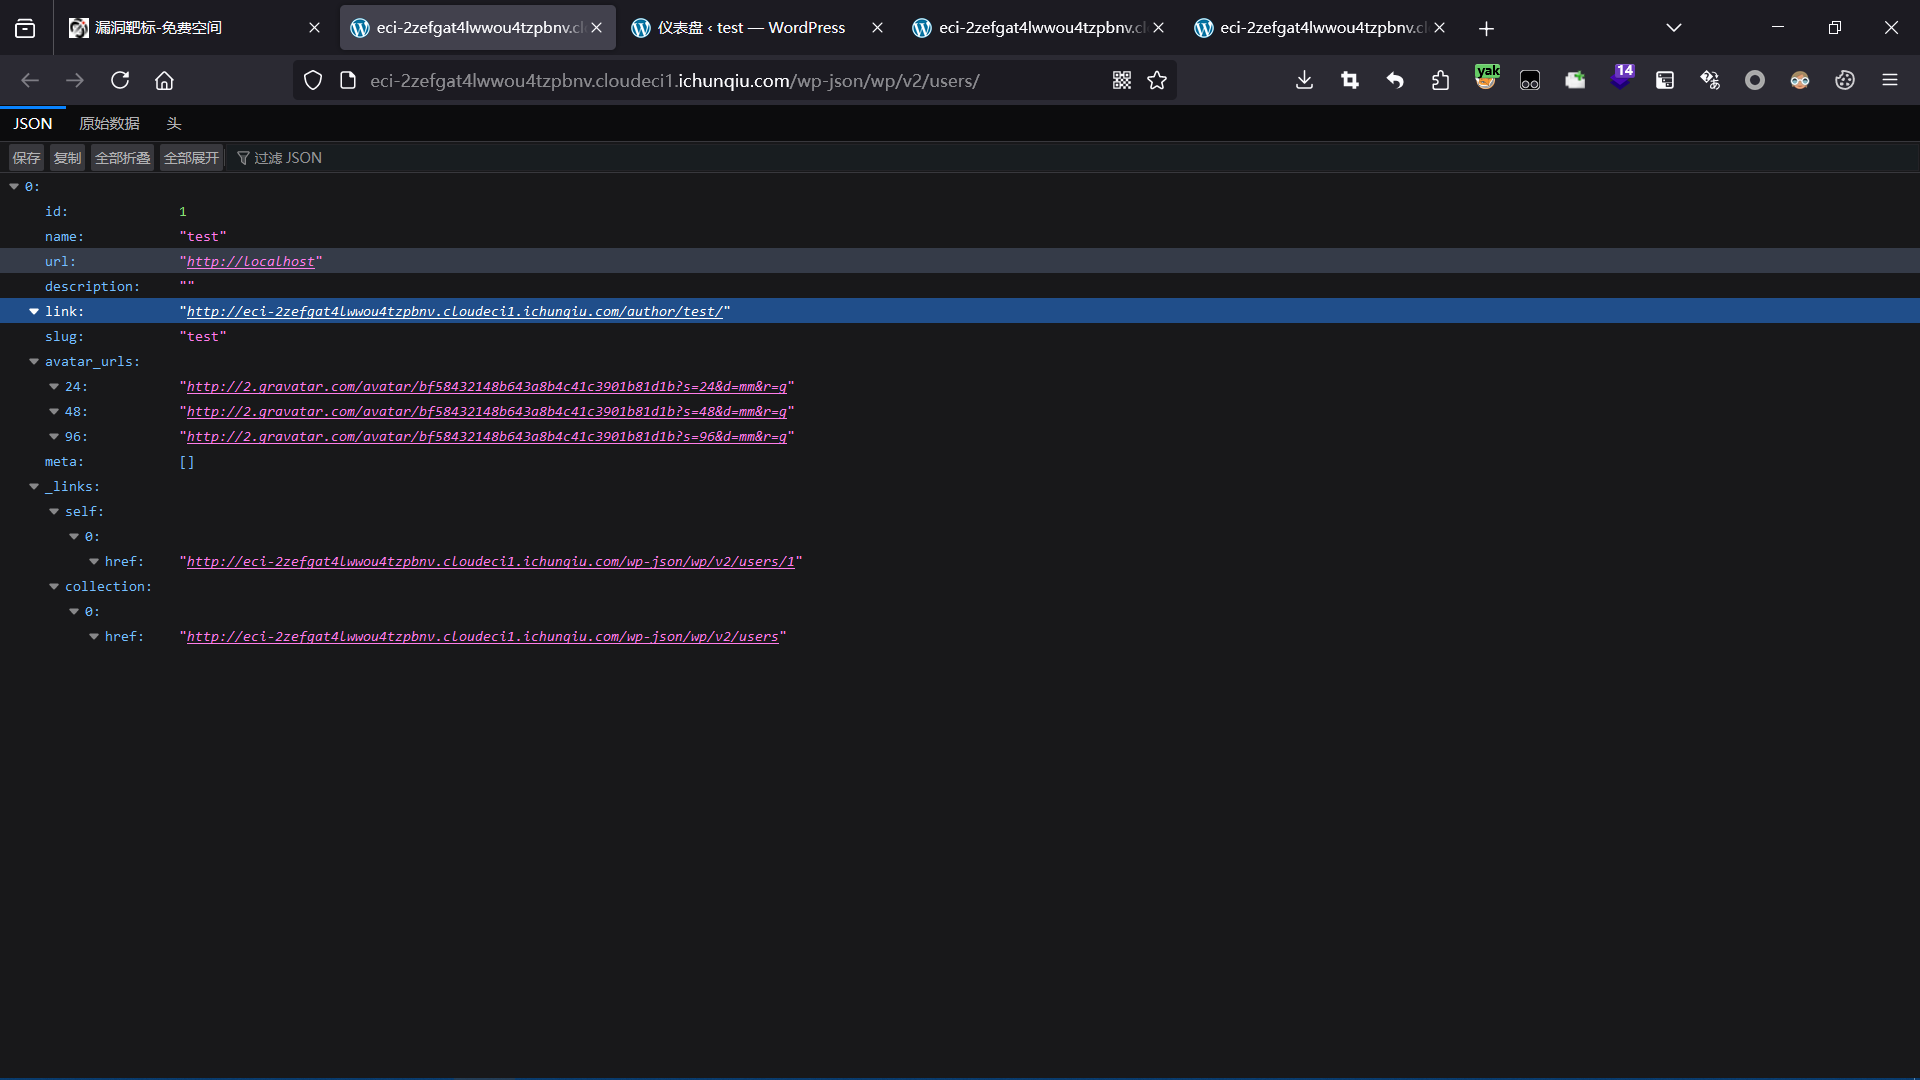 漏洞靶标-免费空间
eci-2zefgat4lwwou4tzpbnv.cl
仪表盘 ‹ test — WordPress
eci-2zefgat4lwwou4tzpbnv.cl
eci-2zefgat4lwwou4tzpbnv.cl
eci-2zefgat4lwwou4tzpbnv.cloudeci1.ichunqiu.com/wp-json/wp/v2/users/
yak
14
JSON 原始数据 头
保存 复制 全部折叠 全部展开 过滤 JSON
0:
id: 1
name: "test"
url: "http://localhost"
description: ""
link: "http://eci-2zefgat4lwwou4tzpbnv.cloudeci1.ichunqiu.com/author/test/"
slug: "test"
avatar_urls:
24: "http://2.gravatar.com/avatar/bf58432148b643a8b4c41c3901b81d1b?s=24&d=mm&r=g"
48: "http://2.gravatar.com/avatar/bf58432148b643a8b4c41c3901b81d1b?s=48&d=mm&r=g"
96: "http://2.gravatar.com/avatar/bf58432148b643a8b4c41c3901b81d1b?s=96&d=mm&r=g"
meta: []
_links:
self:
0:
href: "http://eci-2zefgat4lwwou4tzpbnv.cloudeci1.ichunqiu.com/wp-json/wp/v2/users/1"
collection:
0:
href: "http://eci-2zefgat4lwwou4tzpbnv.cloudeci1.ichunqiu.com/wp-json/wp/v2/users"